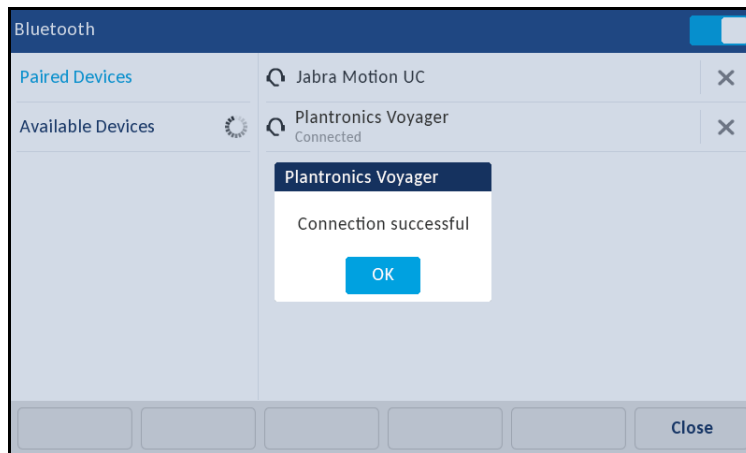 Bluetooth
Paired Devices
Jabra Motion UC
Available Devices
Plantronics Voyager
Connected
Plantronics Voyager
Connection successful
OK
Close